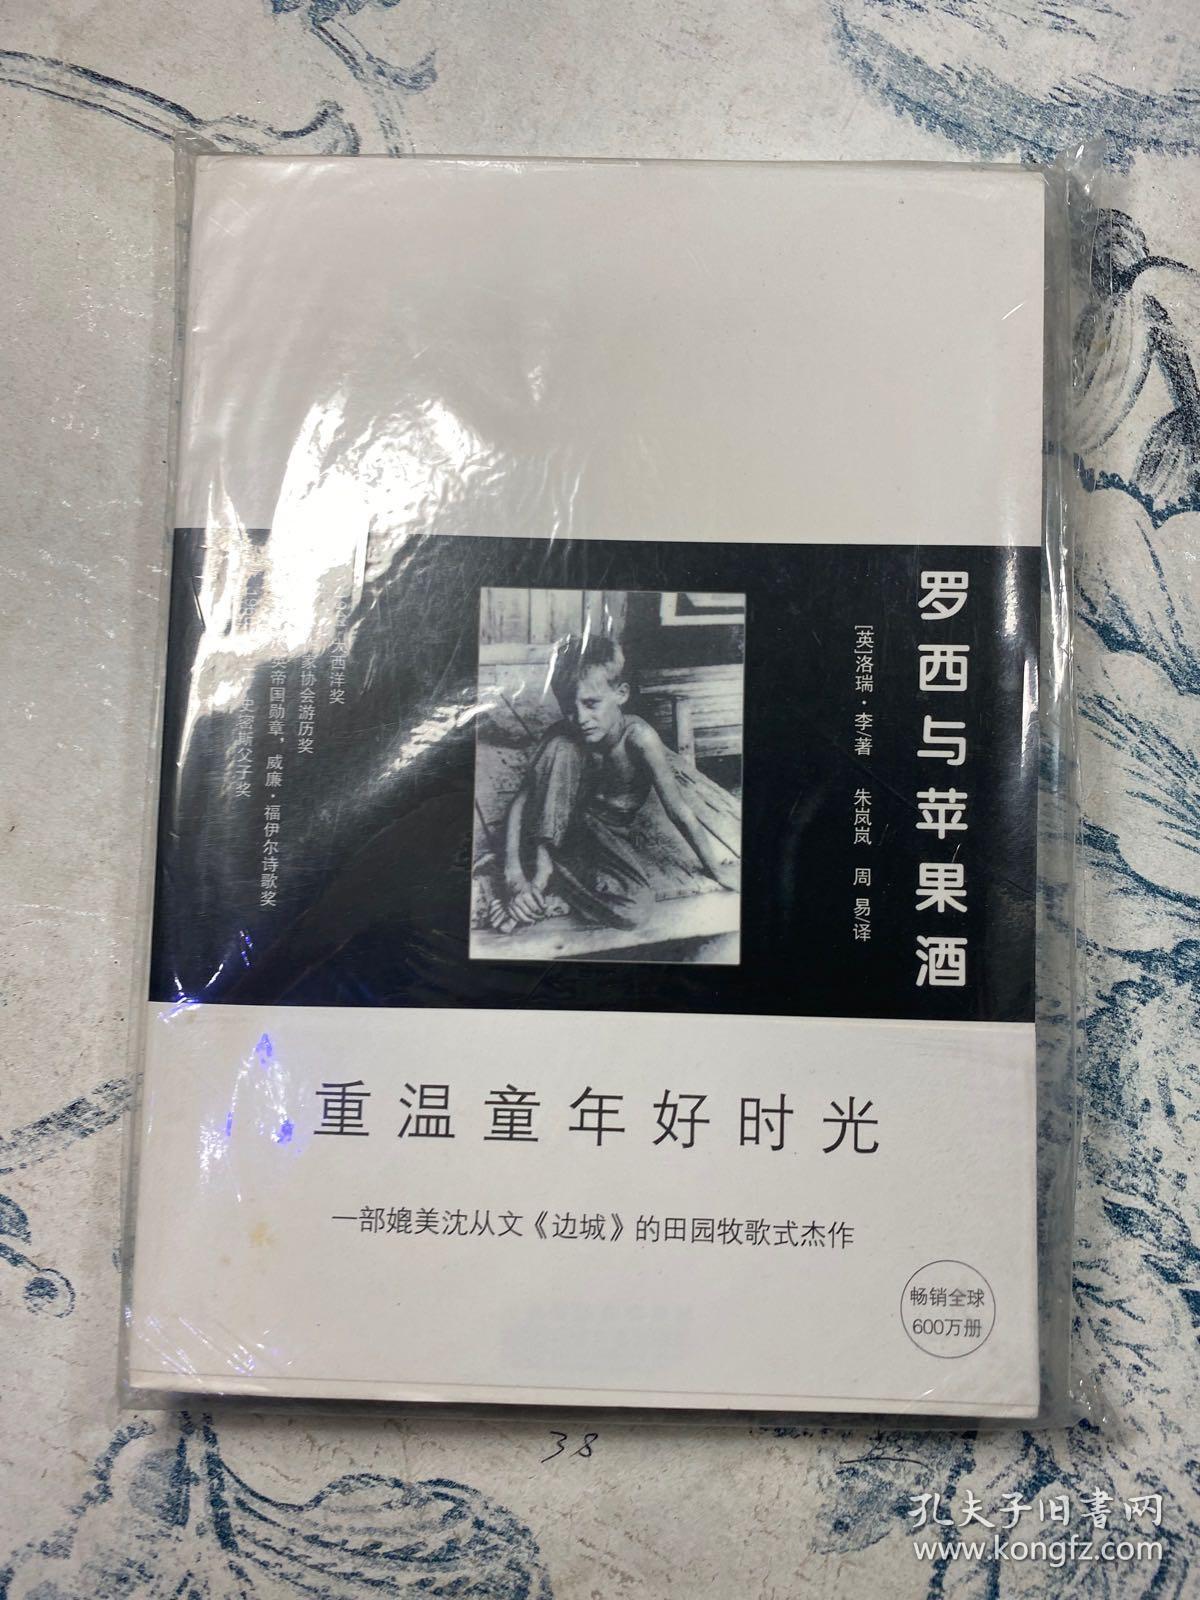 罗西与苹果酒
[英]洛瑞·李/著 朱岚岚 周易/译
大西洋奖
家协会游历奖
英帝国勋章，威廉·福伊尔诗歌奖
史密斯父子奖
重温童年好时光
一部媲美沈从文《边城》的田园牧歌式杰作
畅销全球
600万册
38
孔夫子旧書网
www.kongfz.com